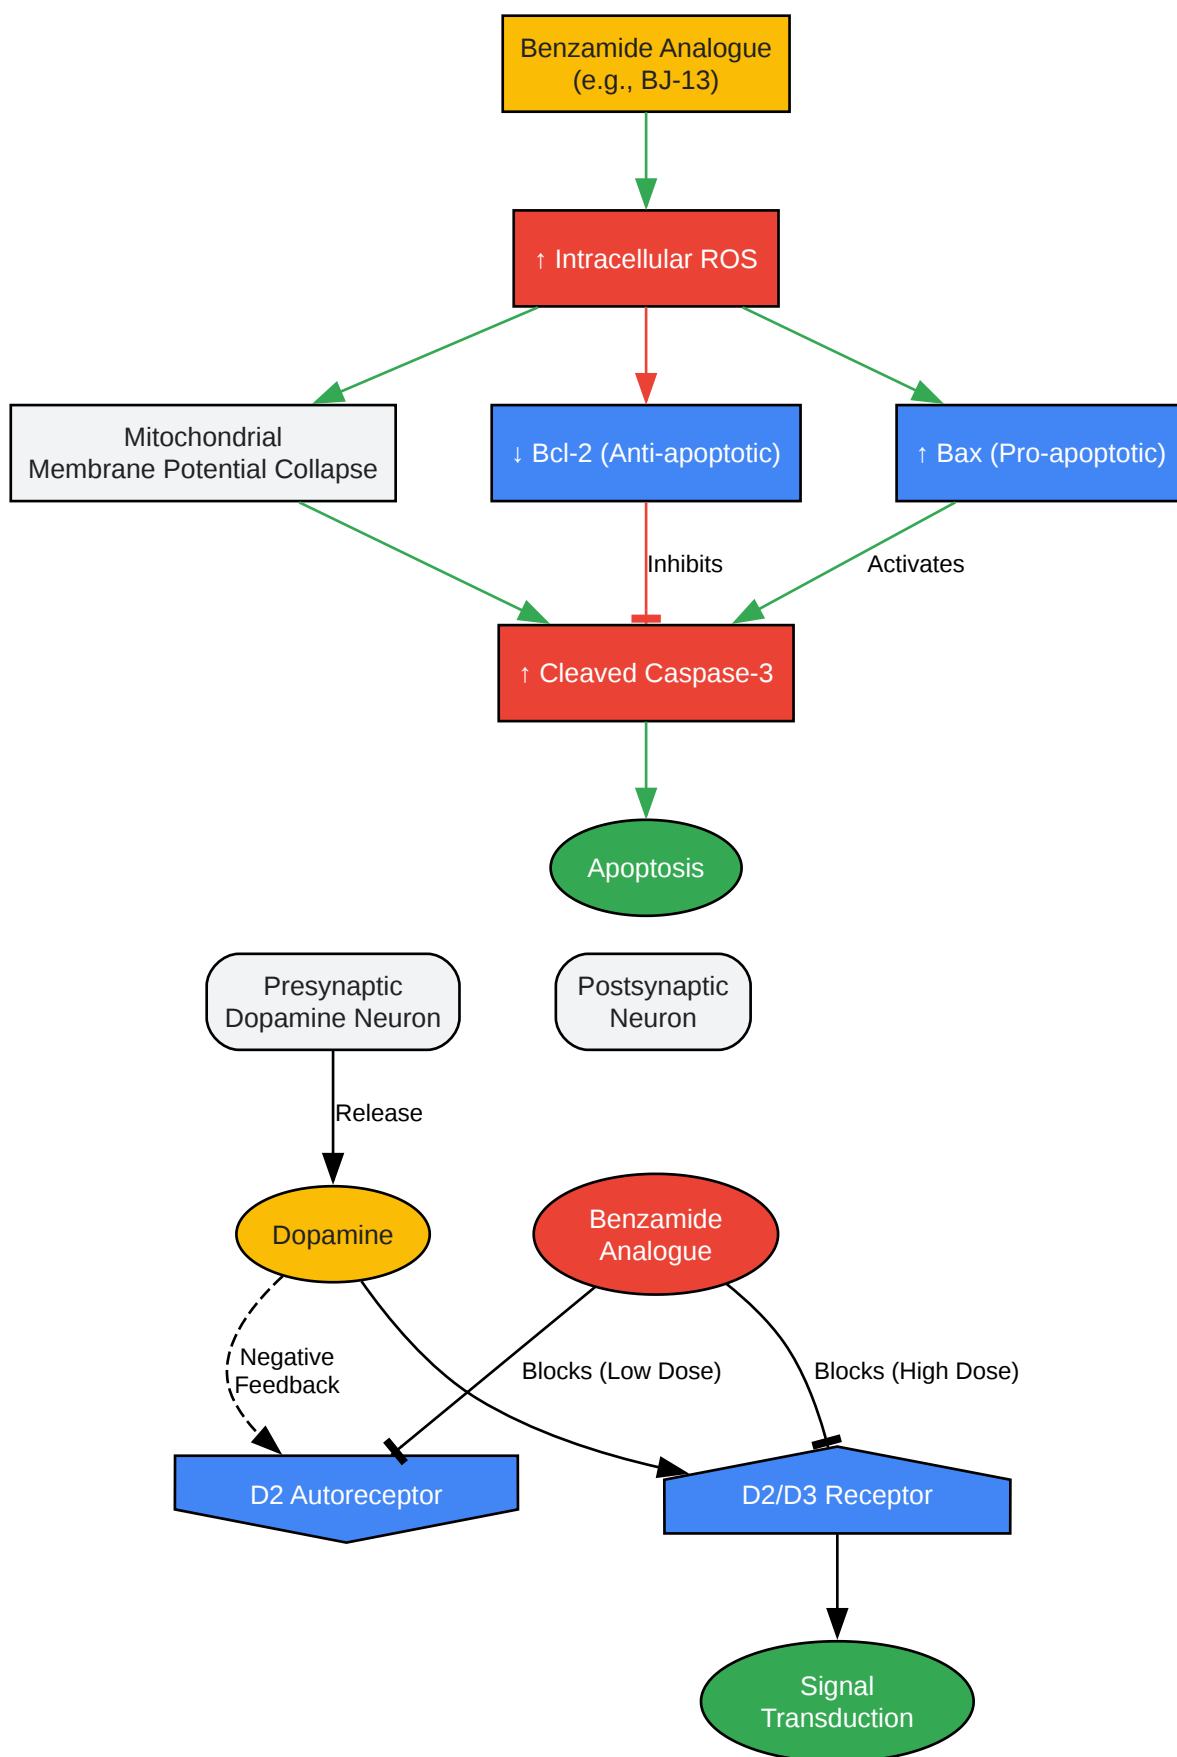 Benzamide Analogue
(e.g., BJ-13)
↑ Intracellular ROS
Mitochondrial
Membrane Potential Collapse
↓ Bcl-2 (Anti-apoptotic)
↑ Bax (Pro-apoptotic)
Inhibits
Activates
↑ Cleaved Caspase-3
Apoptosis
Presynaptic
Dopamine Neuron
Postsynaptic
Neuron
Release
Dopamine
Benzamide
Analogue
Negative
Feedback
Blocks (Low Dose)
Blocks (High Dose)
D2 Autoreceptor
D2/D3 Receptor
Signal
Transduction